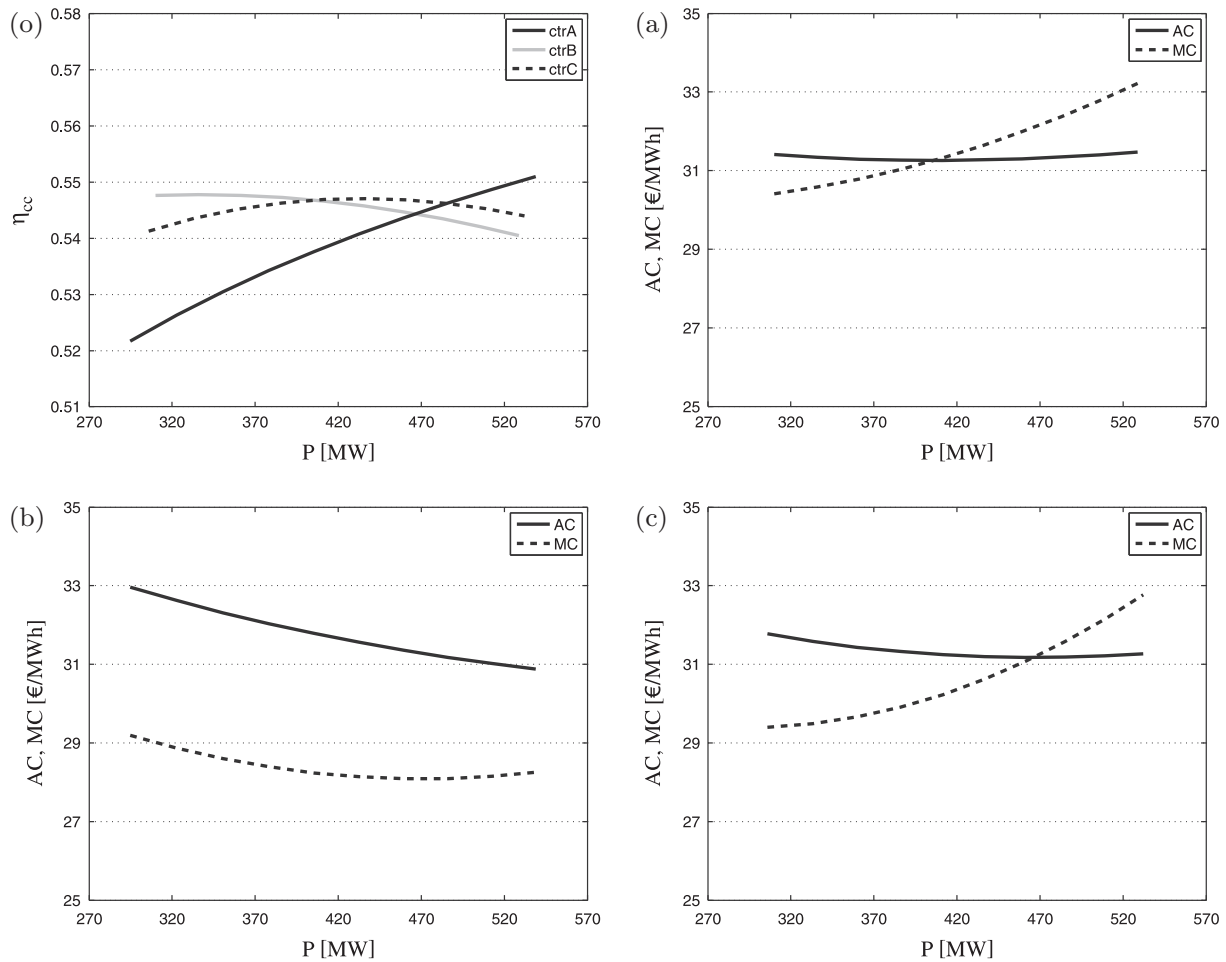 (o)
0.58
0.57
0.56
0.55
0.54
0.53
0.52
0.51
ηcc
270 320 370 420 470 520 570
P [MW]
ctrA
ctrB
ctrC
(a)
35
33
31
29
27
25
AC, MC [€/MWh]
270 320 370 420 470 520 570
P [MW]
AC
MC
(b)
35
33
31
29
27
25
AC, MC [€/MWh]
270 320 370 420 470 520 570
P [MW]
AC
MC
(c)
35
33
31
29
27
25
AC, MC [€/MWh]
270 320 370 420 470 520 570
P [MW]
AC
MC